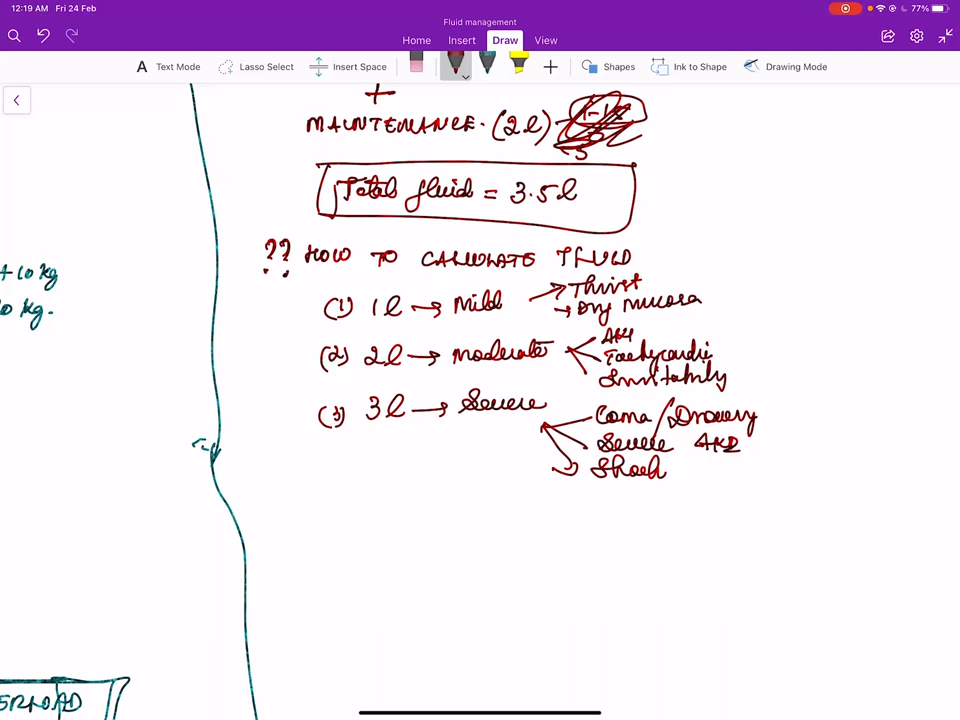 12:19 AM Fri 24 Feb
77%
Fluid management
Home Insert Draw View
Text Mode Lasso Select Insert Space Shapes Ink to Shape Drawing Mode
+
MAINTENANCE. (2l)
Total fluid = 3.5l
?? HOW TO CALCULATE FLUID
+10 kg
0 kg.
(1) 1l → Mild → Thirst
→ Dry Mucosa
(2) 2l → Moderate
Tachycardia
Irritability
(3) 3l → Severe
Coma / Drowsy
Severe AKI
Shock
ERLOAD